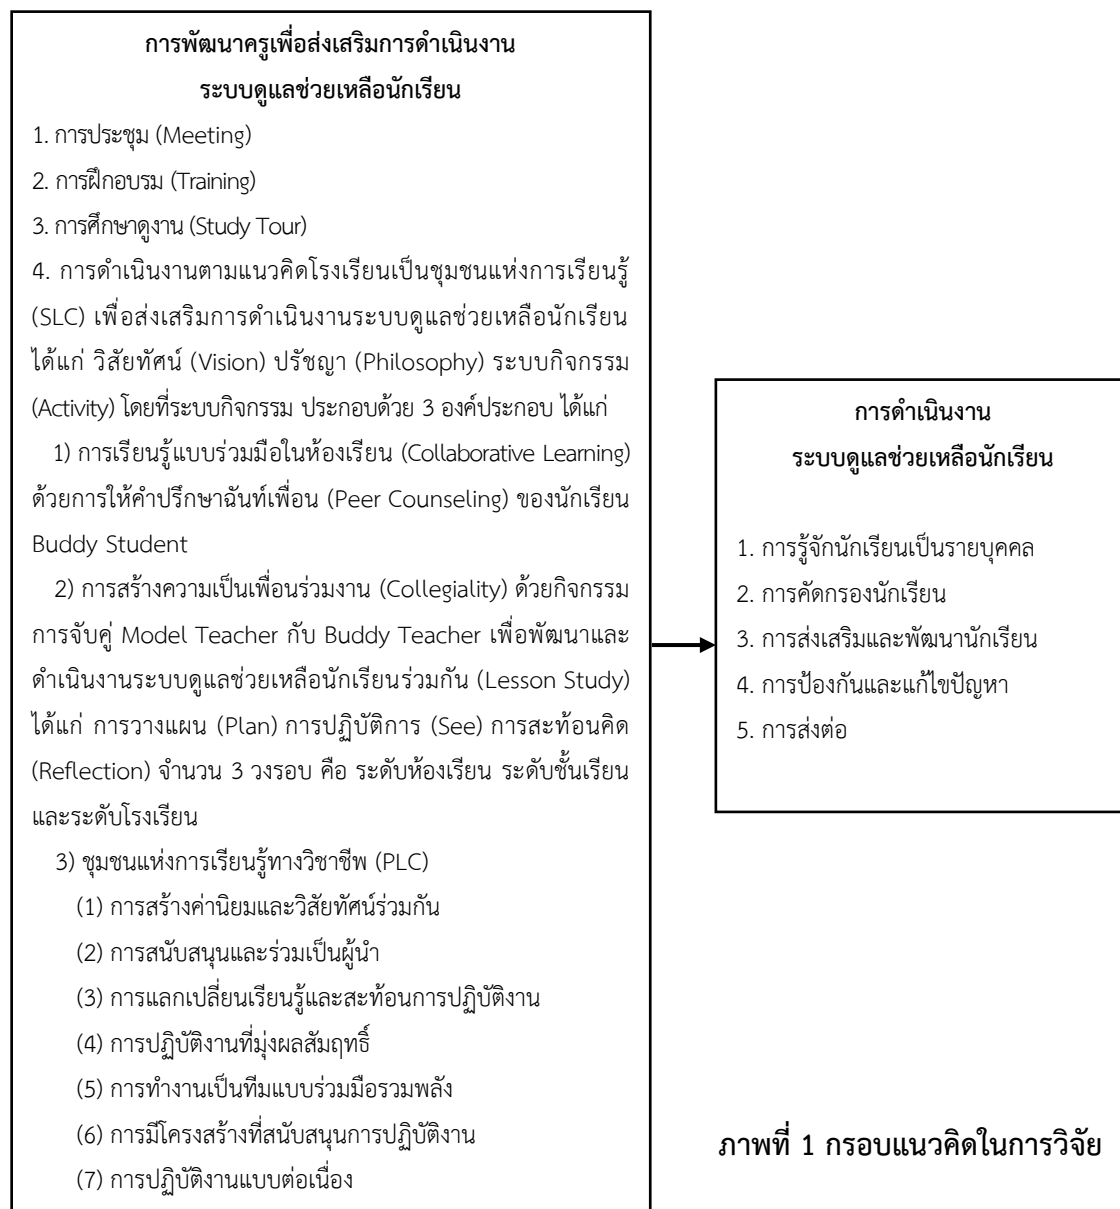 การพัฒนาครูเพื่อส่งเสริมการดำเนินงาน
ระบบดูแลช่วยเหลือนักเรียน
1. การประชุม (Meeting)
2. การฝึกอบรม (Training)
3. การศึกษาดูงาน (Study Tour)
4. การดำเนินงานตามแนวคิดโรงเรียนเป็นชุมชนแห่งการเรียนรู้
(SLC) เพื่อส่งเสริมการดำเนินงานระบบดูแลช่วยเหลือนักเรียน
ได้แก่ วิสัยทัศน์ (Vision) ปรัชญา (Philosophy) ระบบกิจกรรม
(Activity) โดยที่ระบบกิจกรรม ประกอบด้วย 3 องค์ประกอบ ได้แก่
1) การเรียนรู้แบบร่วมมือในห้องเรียน (Collaborative Learning)
ด้วยการให้คำปรึกษาฉันท์เพื่อน (Peer Counseling) ของนักเรียน
Buddy Student
2) การสร้างความเป็นเพื่อนร่วมงาน (Collegiality) ด้วยกิจกรรม
การจับคู่ Model Teacher กับ Buddy Teacher เพื่อพัฒนาและ
ดำเนินงานระบบดูแลช่วยเหลือนักเรียนร่วมกัน (Lesson Study)
ได้แก่ การวางแผน (Plan) การปฏิบัติการ (See) การสะท้อนคิด
(Reflection) จำนวน 3 วงรอบ คือ ระดับห้องเรียน ระดับชั้นเรียน
และระดับโรงเรียน
3) ชุมชนแห่งการเรียนรู้ทางวิชาชีพ (PLC)
(1) การสร้างค่านิยมและวิสัยทัศน์ร่วมกัน
(2) การสนับสนุนและร่วมเป็นผู้นำ
(3) การแลกเปลี่ยนเรียนรู้และสะท้อนการปฏิบัติงาน
(4) การปฏิบัติงานที่มุ่งผลสัมฤทธิ์
(5) การทำงานเป็นทีมแบบร่วมมือรวมพลัง
(6) การมีโครงสร้างที่สนับสนุนการปฏิบัติงาน
(7) การปฏิบัติงานแบบต่อเนื่อง
การดำเนินงาน
ระบบดูแลช่วยเหลือนักเรียน
1. การรู้จักนักเรียนเป็นรายบุคคล
2. การคัดกรองนักเรียน
3. การส่งเสริมและพัฒนานักเรียน
4. การป้องกันและแก้ไขปัญหา
5. การส่งต่อ
ภาพที่ 1 กรอบแนวคิดในการวิจัย